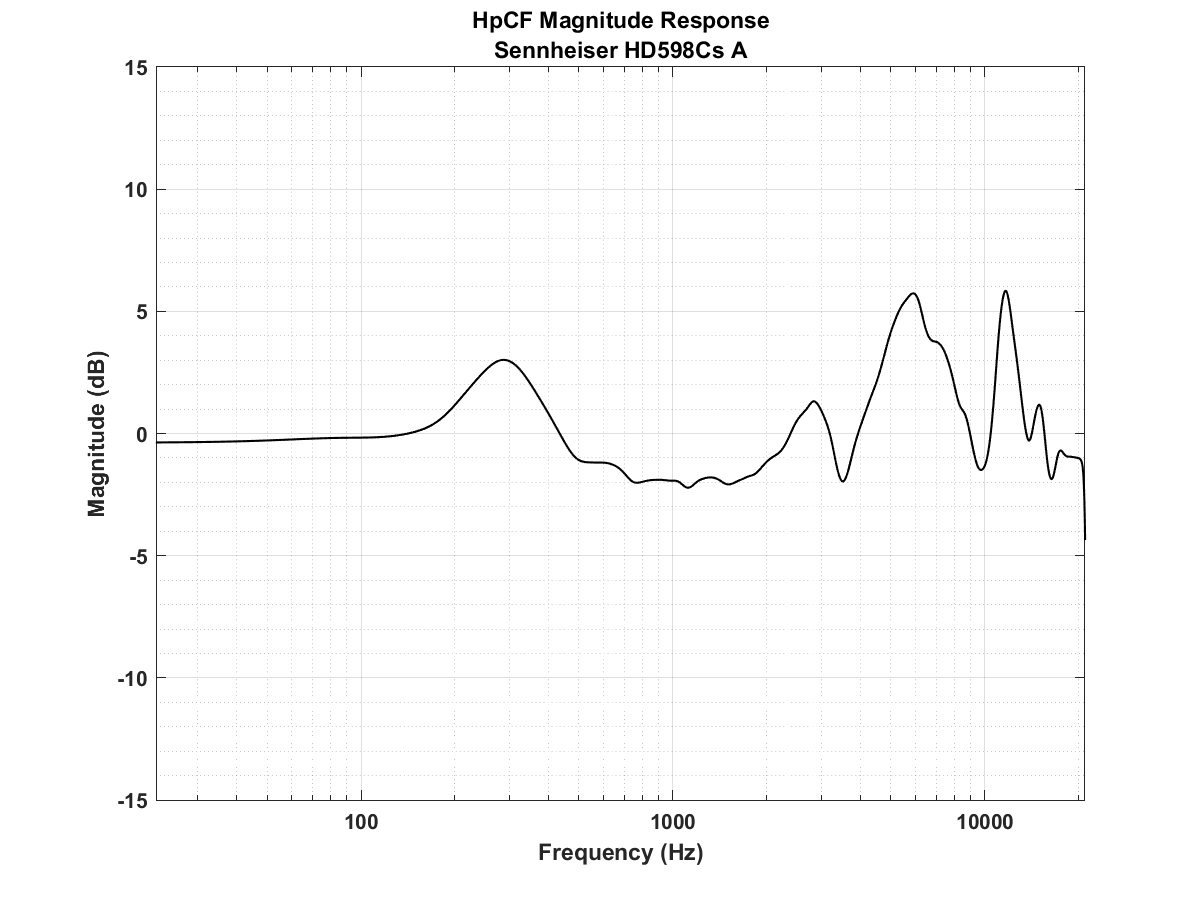 HpCF Magnitude Response
Sennheiser HD598Cs A
15
10
5
0
-5
-10
-15
Magnitude (dB)
100
1000
10000
Frequency (Hz)